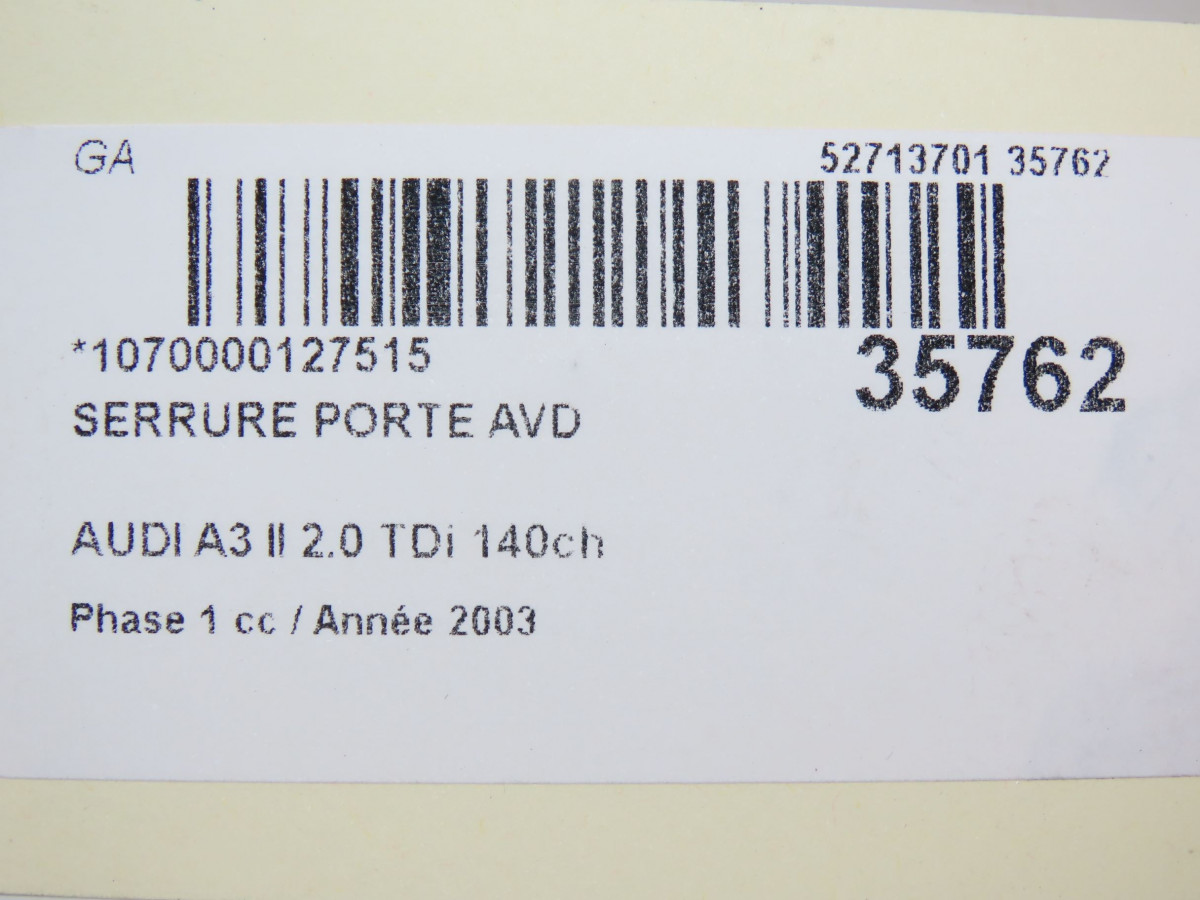 GA
52713701 35762
*1070000127515
35762
SERRURE PORTE AVD
AUDI A3 II 2.0 TDi 140ch
Phase 1 cc / Année 2003